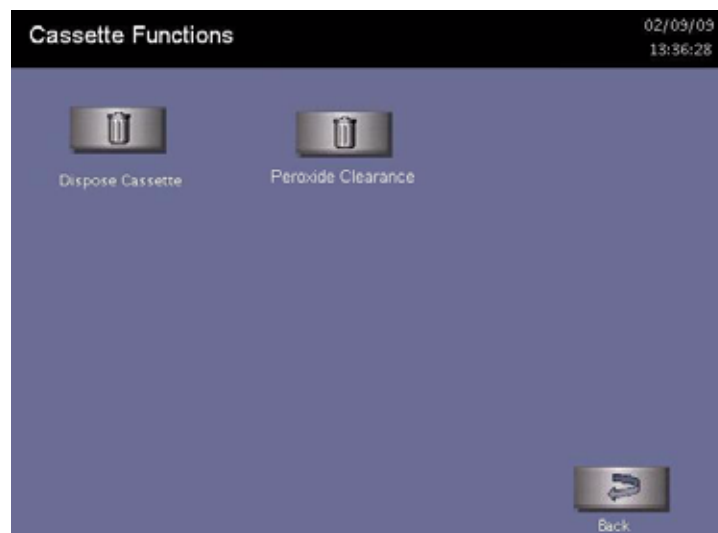 Cassette Functions
02/09/09
13:36:28
Dispose Cassette
Peroxide Clearance
Back